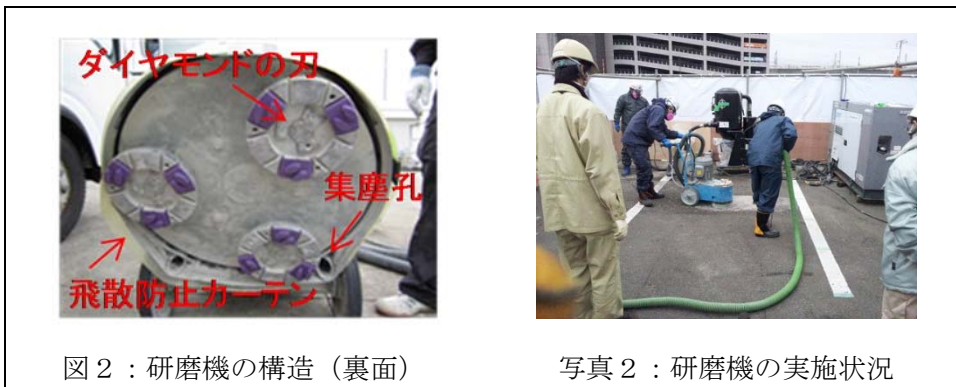 ダイヤモンドの刃
集塵孔
飛散防止カーテン
図２：研磨機の構造（裏面）
写真２：研磨機の実施状況